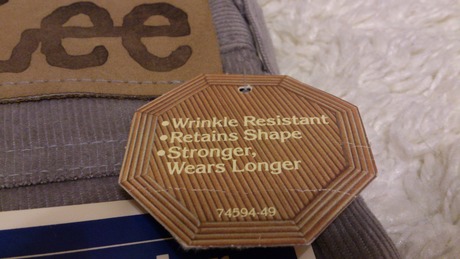 Lee
•Wrinkle Resistant
•Retains Shape
•Stronger,
Wears Longer
74594-49